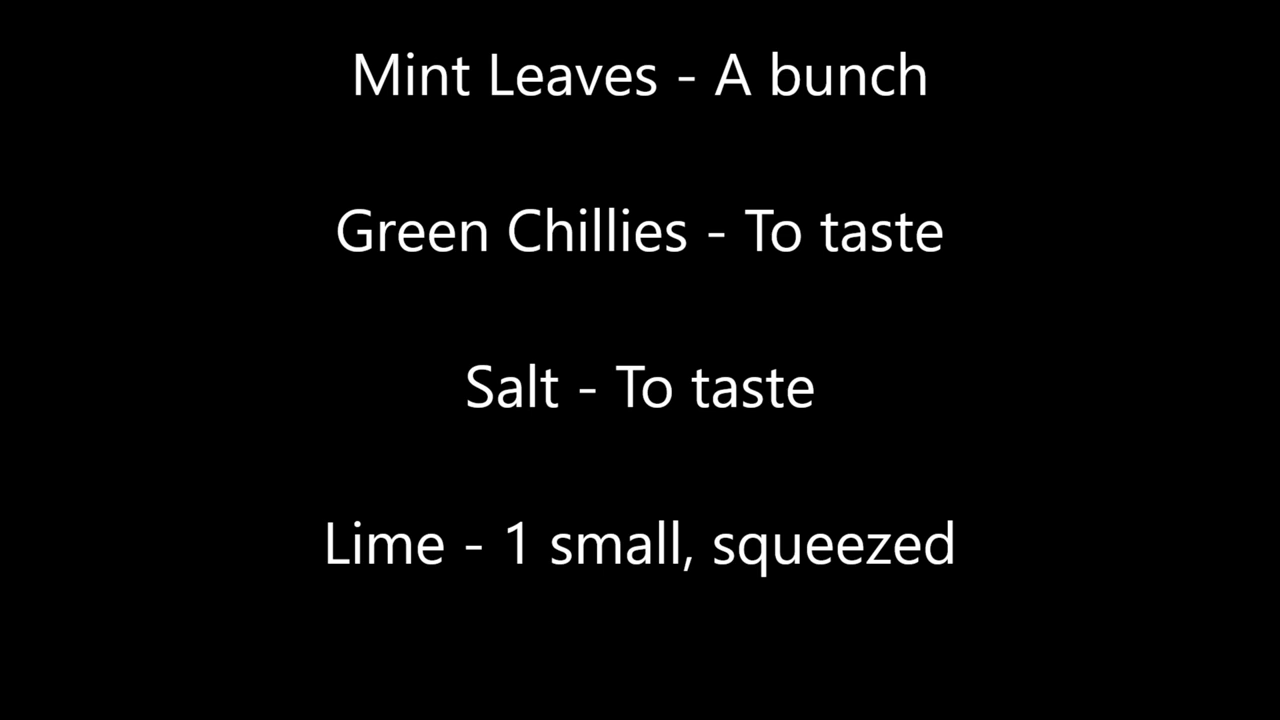 Mint Leaves - A bunch
Green Chillies - To taste
Salt - To taste
Lime - 1 small, squeezed